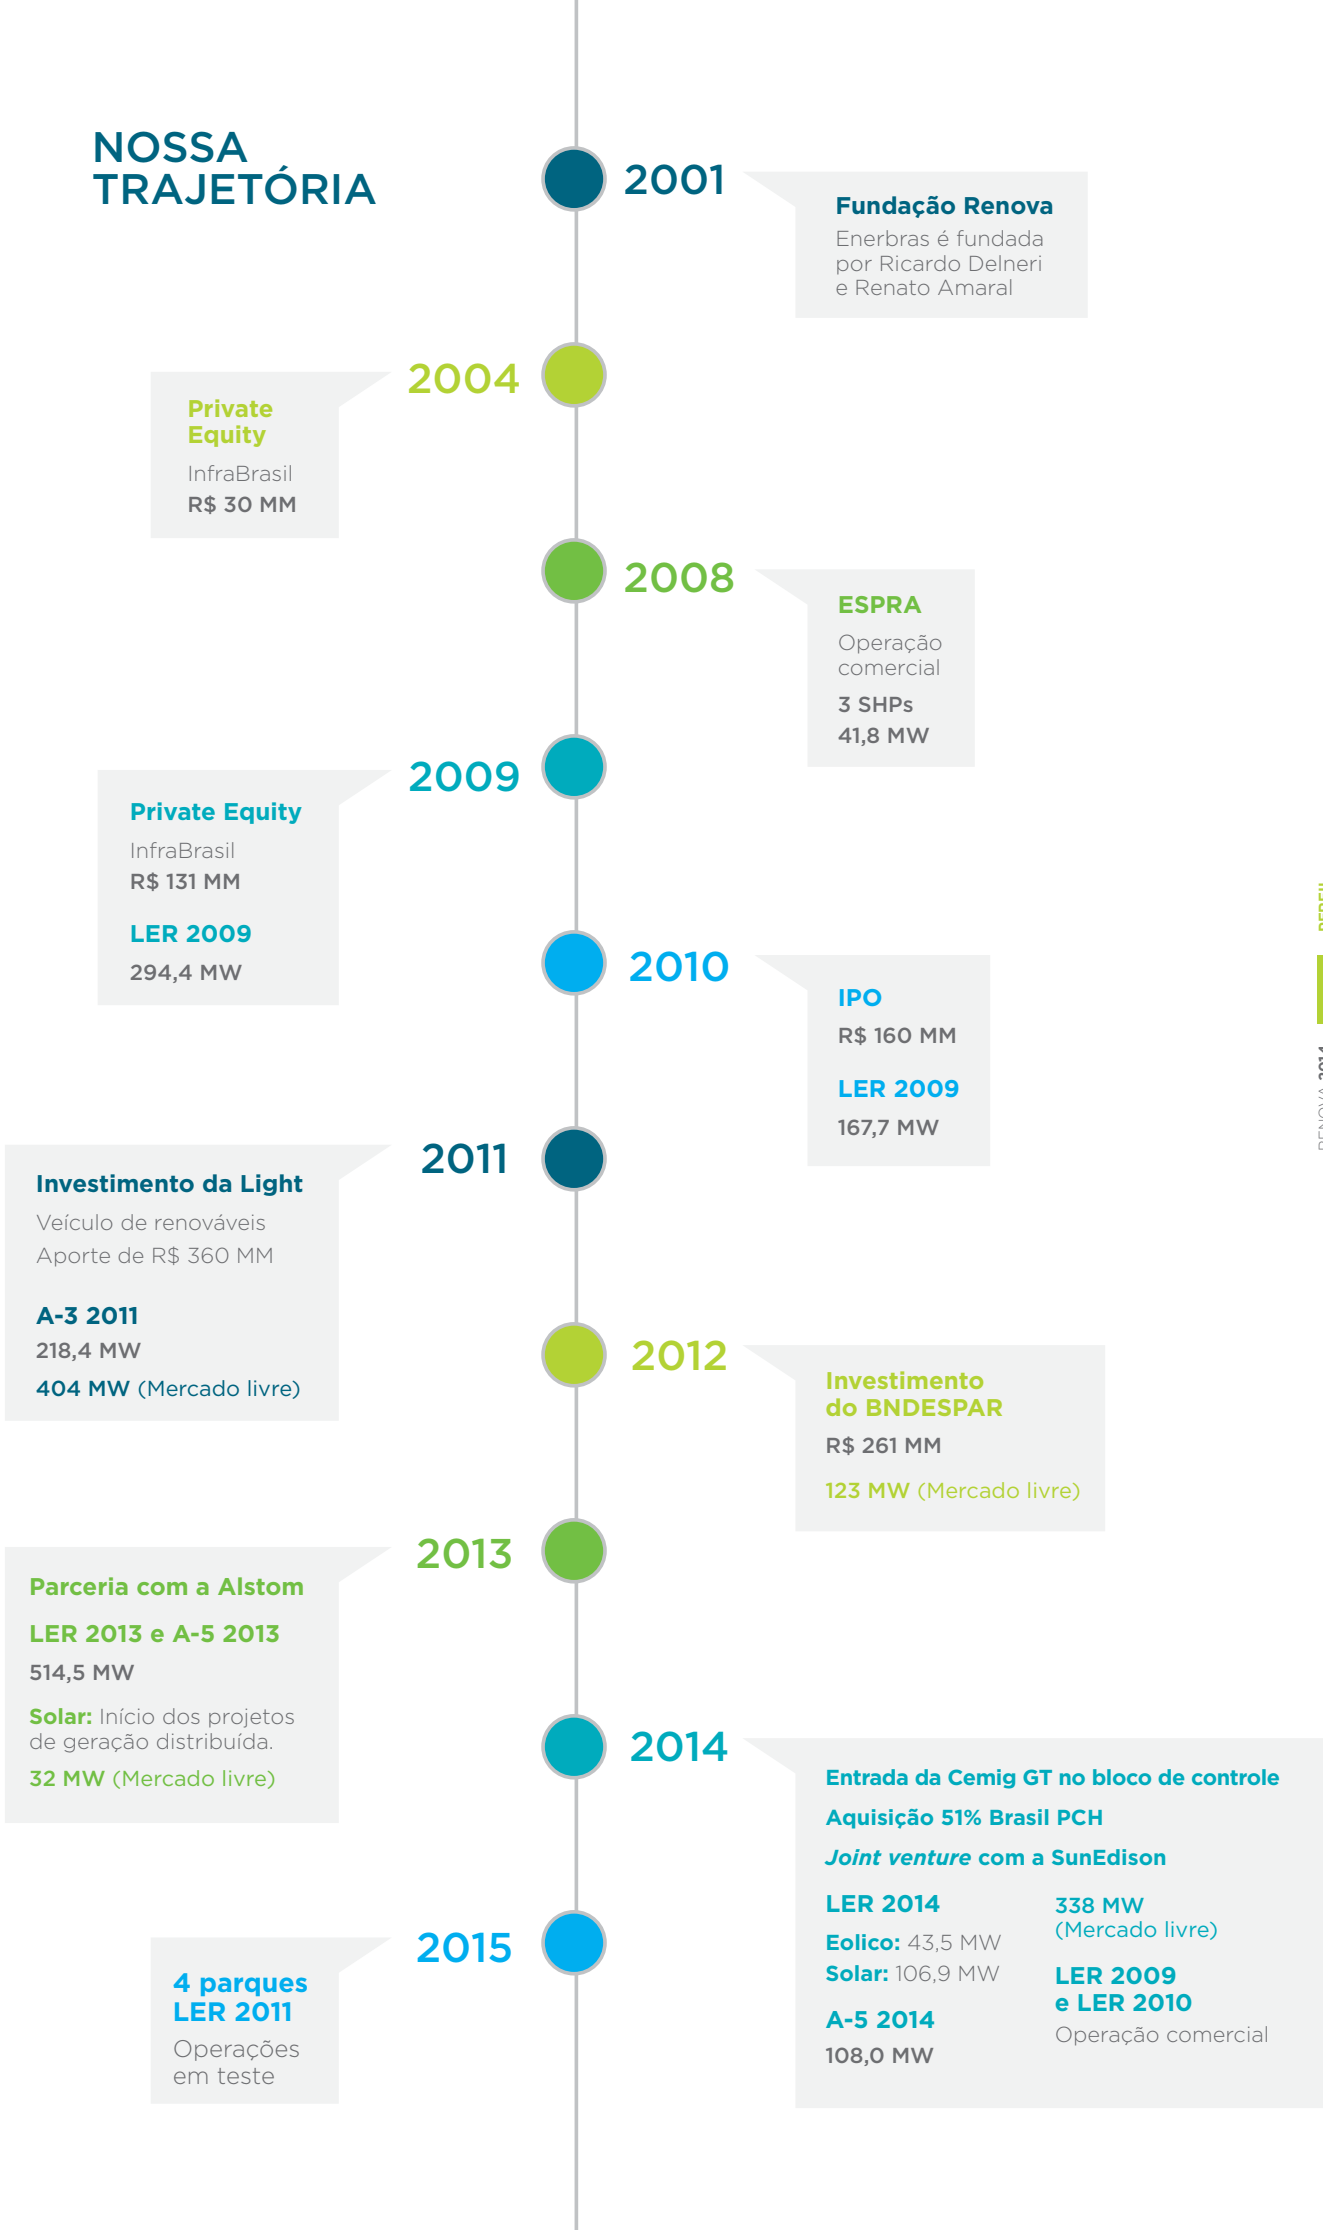 NOSSA
TRAJETÓRIA
2001
Fundação Renova
Enerbras é fundada
por Ricardo Delneri
e Renato Amaral
2004
Private
Equity
InfraBrasil
R$ 30 MM
2008
ESPRA
Operação
comercial
3 SHPs
41,8 MW
2009
Private Equity
InfraBrasil
R$ 131 MM
LER 2009
294,4 MW
2010
IPO
R$ 160 MM
LER 2009
167,7 MW
2011
Investimento da Light
Veículo de renováveis
Aporte de R$ 360 MM
A-3 2011
218,4 MW
404 MW (Mercado livre)
2012
Investimento
do BNDESPAR
R$ 261 MM
123 MW (Mercado livre)
2013
Parceria com a Alstom
LER 2013 e A-5 2013
514,5 MW
Solar: Início dos projetos
de geração distribuída.
32 MW (Mercado livre)
2014
Entrada da Cemig GT no bloco de controle
Aquisição 51% Brasil PCH
Joint venture com a SunEdison
LER 2014
Eolico: 43,5 MW
Solar: 106,9 MW
A-5 2014
108,0 MW
338 MW
(Mercado livre)
LER 2009
e LER 2010
Operação comercial
2015
4 parques
LER 2011
Operações
em teste
RENOVA 2014